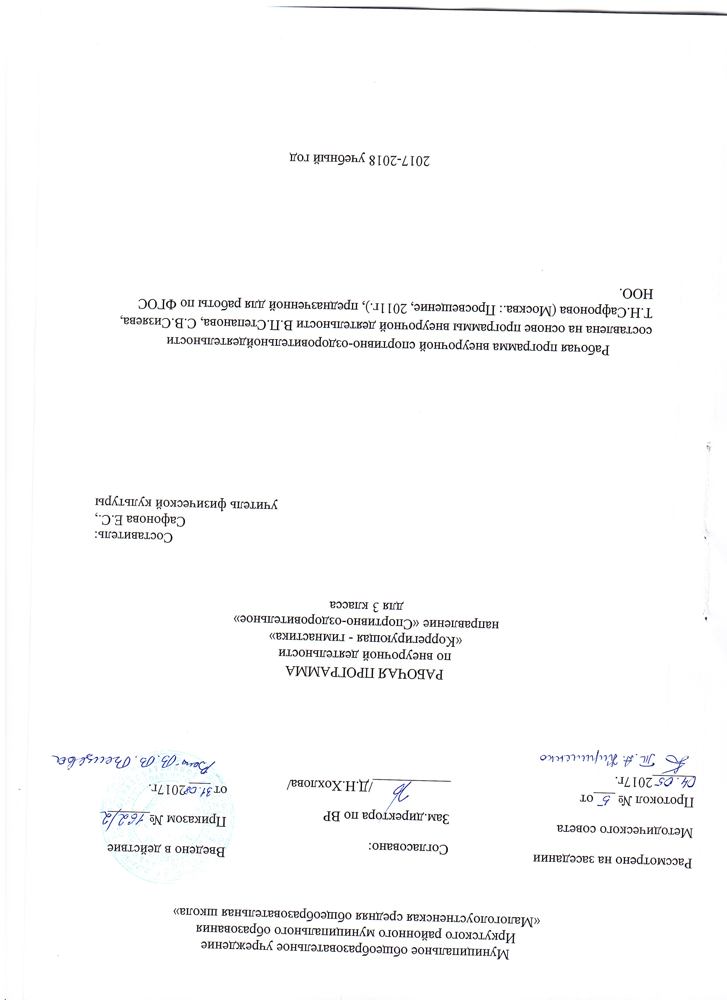 Муниципальное общеобразовательное учреждение
Иркутского районного муниципального образования
«Малоголоустненская средняя общеобразовательная школа»
Рассмотрено на заседании
Методического совета
Протокол № 5 от
04.05 2017г.
Т.А. Кириленко
Согласовано:
Зам.директора по ВР
/Д.Н.Хохлова/
Введено в действие
Приказом № 162/2
от 31.08 2017г.
РАБОЧАЯ ПРОГРАММА
по внеурочной деятельности
«Коррегирующая - гимнастика»
направление «Спортивно-оздоровительное»
для 3 класса
Составитель:
Сафонова Е.С.,
учитель физической культуры
Рабочая программа внеурочной спортивно-оздоровительнойдеятельности
составлена на основе программы внеурочной деятельности В.П.Степанова, С.В.Сизяева,
Т.Н.Сафронова (Москва.: Просвещение, 2011г.), предназченной для работы по ФГОС
НОО.
2017-2018 учебный год